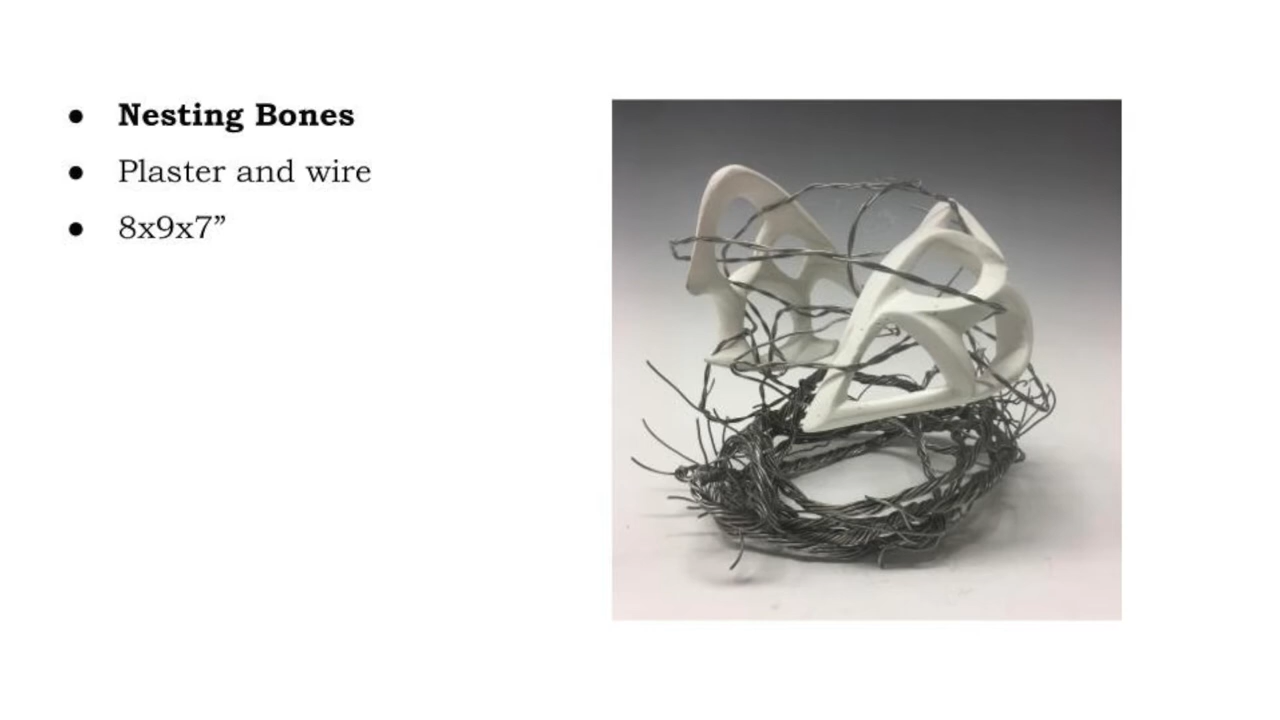 ● Nesting Bones
● Plaster and wire
● 8x9x7”